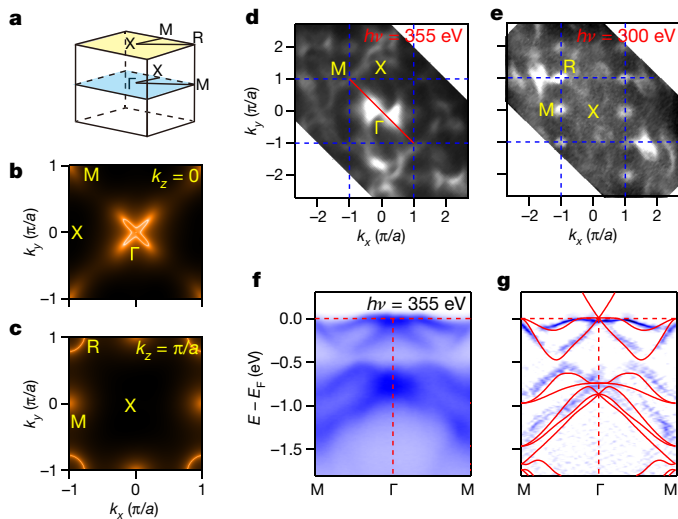 a
X
M
R
Γ
X
M
b
M
k_z = 0
X
Γ
k_y (π/a)
1
0
−1
c
R
k_z = π/a
M
X
k_y (π/a)
1
0
−1
−1
0
1
k_x (π/a)
d
hν = 355 eV
M
X
Γ
k_y (π/a)
2
1
0
−1
−2
−2
−1
0
1
2
k_x (π/a)
e
hν = 300 eV
R
M
X
−2
−1
0
1
2
k_x (π/a)
f
hν = 355 eV
E − E_F (eV)
0.0
−0.5
−1.0
−1.5
M
Γ
M
g
M
Γ
M